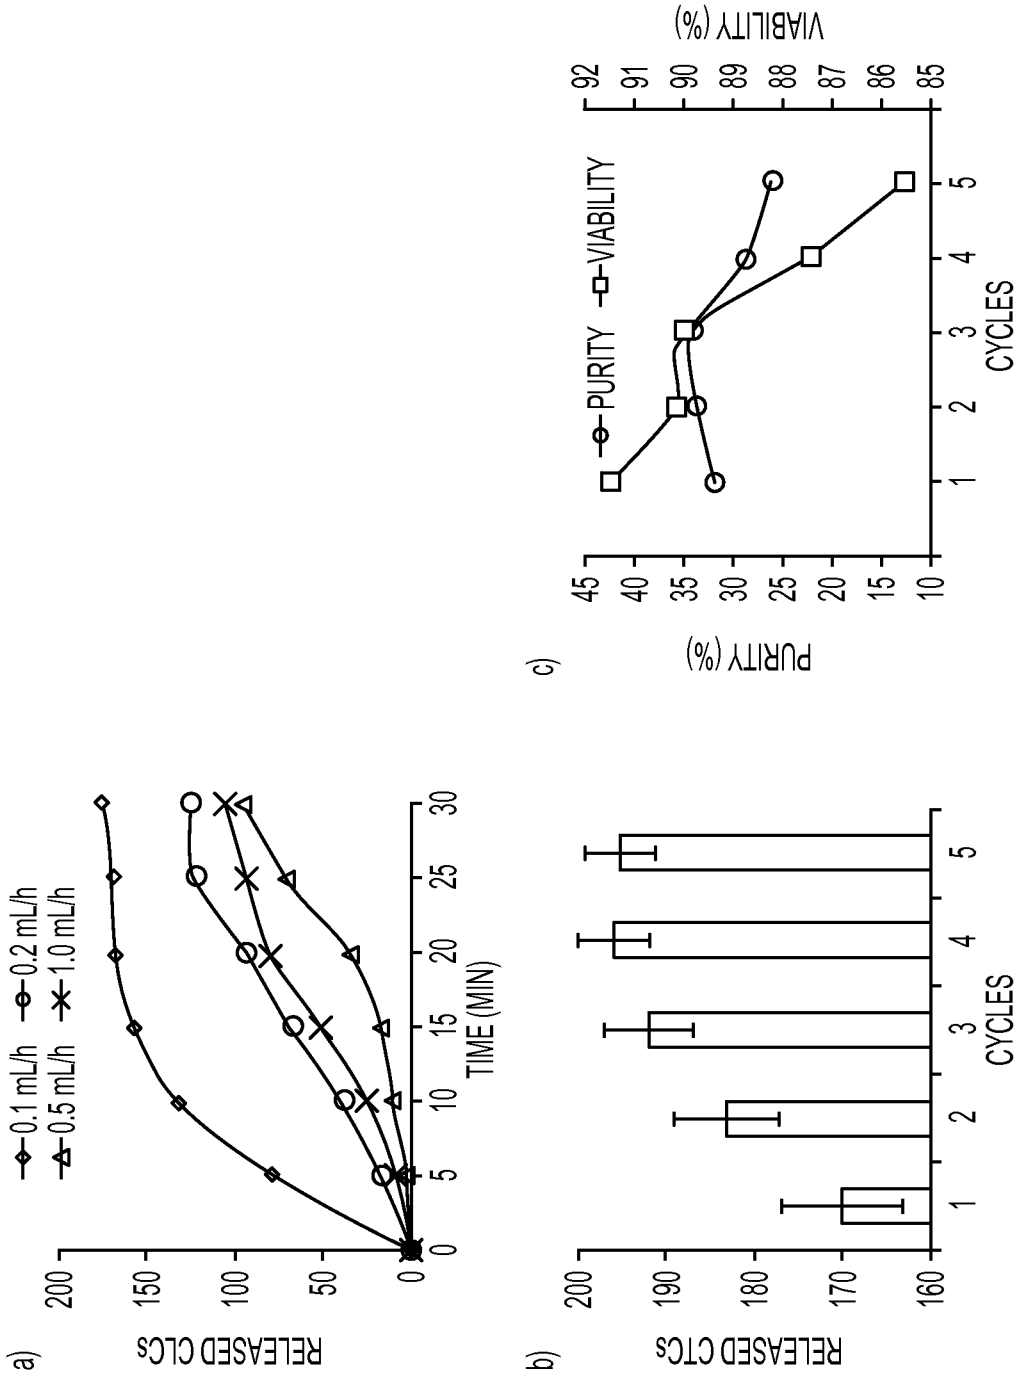 a)
0.1 mL/h 0.2 mL/h
0.5 mL/h 1.0 mL/h
RELEASED CLCs
200
150
100
50
0
0 5 10 15 20 25 30
TIME (MIN)
b)
RELEASED CTCs
200
190
180
170
160
1 2 3 4 5
CYCLES
c)
PURITY VIABILITY
PURITY (%)
45
40
35
30
25
20
15
10
1 2 3 4 5
CYCLES
92
91
90
89
88
87
86
85
VIABILITY (%)